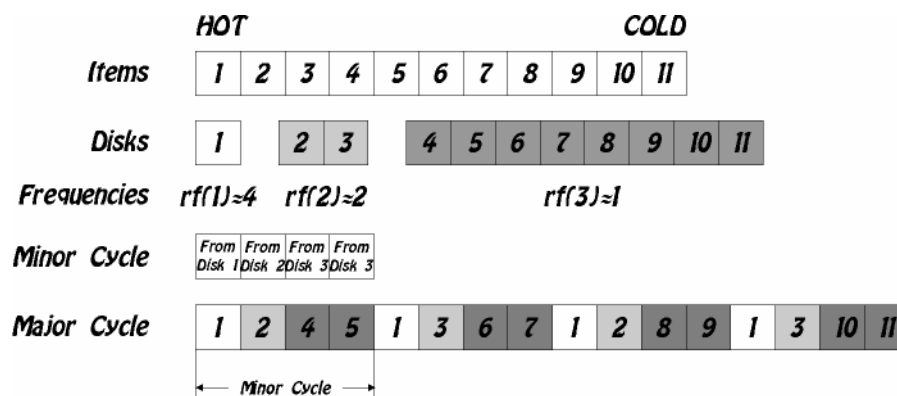 HOT COLD
Items 1 2 3 4 5 6 7 8 9 10 11
Disks 1 2 3 4 5 6 7 8 9 10 11
Frequencies rf(1)≈4 rf(2)≈2 rf(3)≈1
Minor Cycle From Disk 1 From Disk 2 From Disk 3 From Disk 3
Major Cycle 1 2 4 5 1 3 6 7 1 2 8 9 1 3 10 11
Minor Cycle